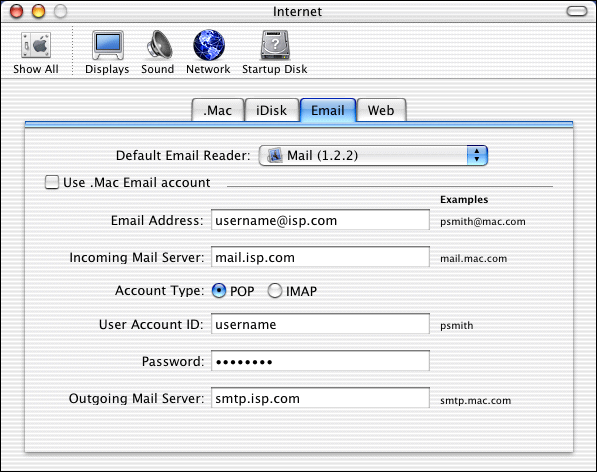 Internet
Show All Displays Sound Network Startup Disk
.Mac iDisk Email Web
Default Email Reader: Mail (1.2.2)
Use .Mac Email account
Examples
Email Address: username@isp.com psmith@mac.com
Incoming Mail Server: mail.isp.com mail.mac.com
Account Type: POP IMAP
User Account ID: username psmith
Password: ••••••••
Outgoing Mail Server: smtp.isp.com smtp.mac.com